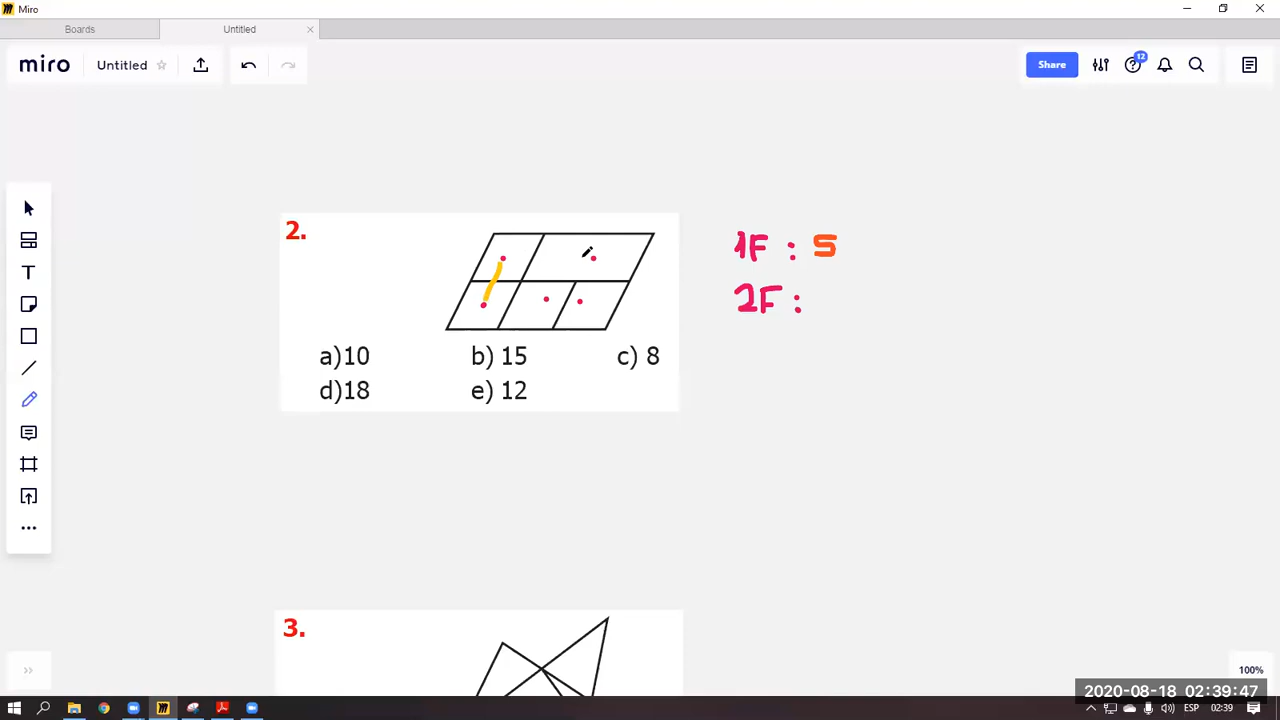 Miro
Boards
Untitled
miro
Untitled
Share
12
2.
1F : 5
2F :
a)10 b) 15 c) 8
d)18 e) 12
3.
100%
2020-08-18 02:39:47
ESP 02:39